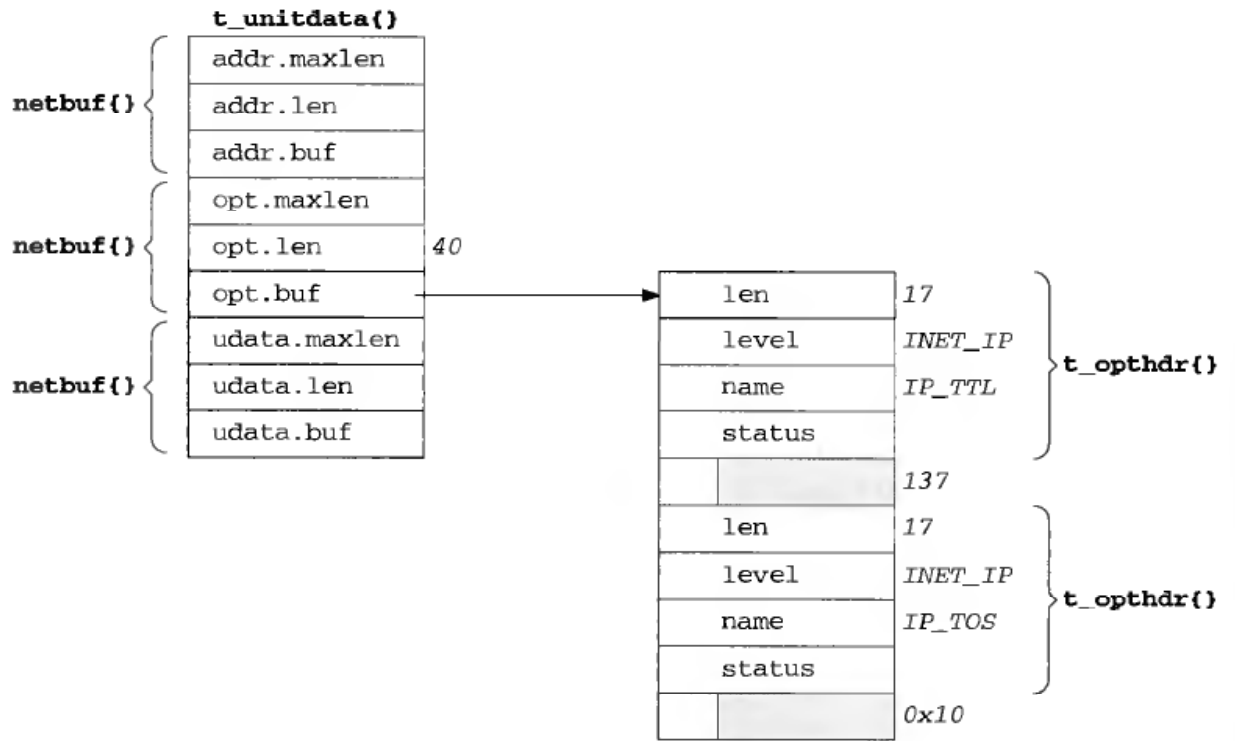 t_unitdata{}
addr.maxlen
netbuf{} addr.len
addr.buf
opt.maxlen
netbuf{} opt.len 40
opt.buf len 17
udata.maxlen level INET_IP
t_opthdr{}
netbuf{} udata.len name IP_TTL
udata.buf status
137
len 17
level INET_IP
t_opthdr{}
name IP_TOS
status
0x10